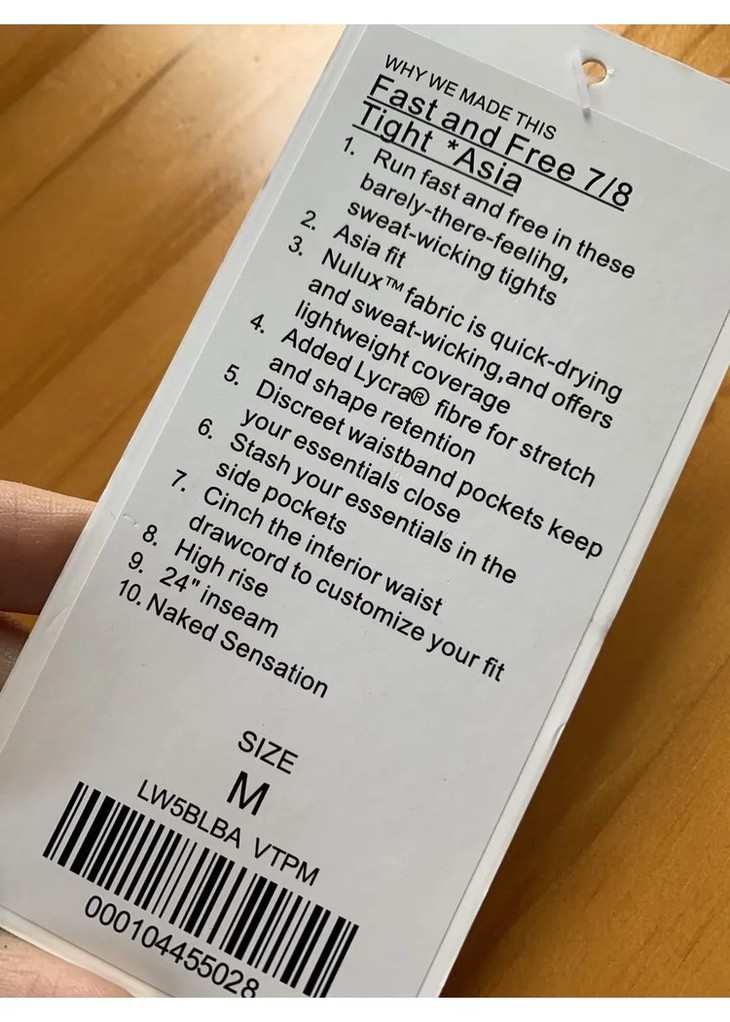 WHY WE MADE THIS
Fast and Free 7/8
Tight *Asia
1. Run fast and free in these
barely-there-feelihg,
sweat-wicking tights
2. Asia fit
3. Nulux™ fabric is quick-drying
and sweat-wicking,and offers
lightweight coverage
4. Added Lycra® fibre for stretch
and shape retention
5. Discreet waistband pockets keep
your essentials close
6. Stash your essentials in the
side pockets
7. Cinch the interior waist
drawcord to customize your fit
8. High rise
9. 24" inseam
10. Naked Sensation
SIZE
M
LW5BLBA VTPM
000104455028